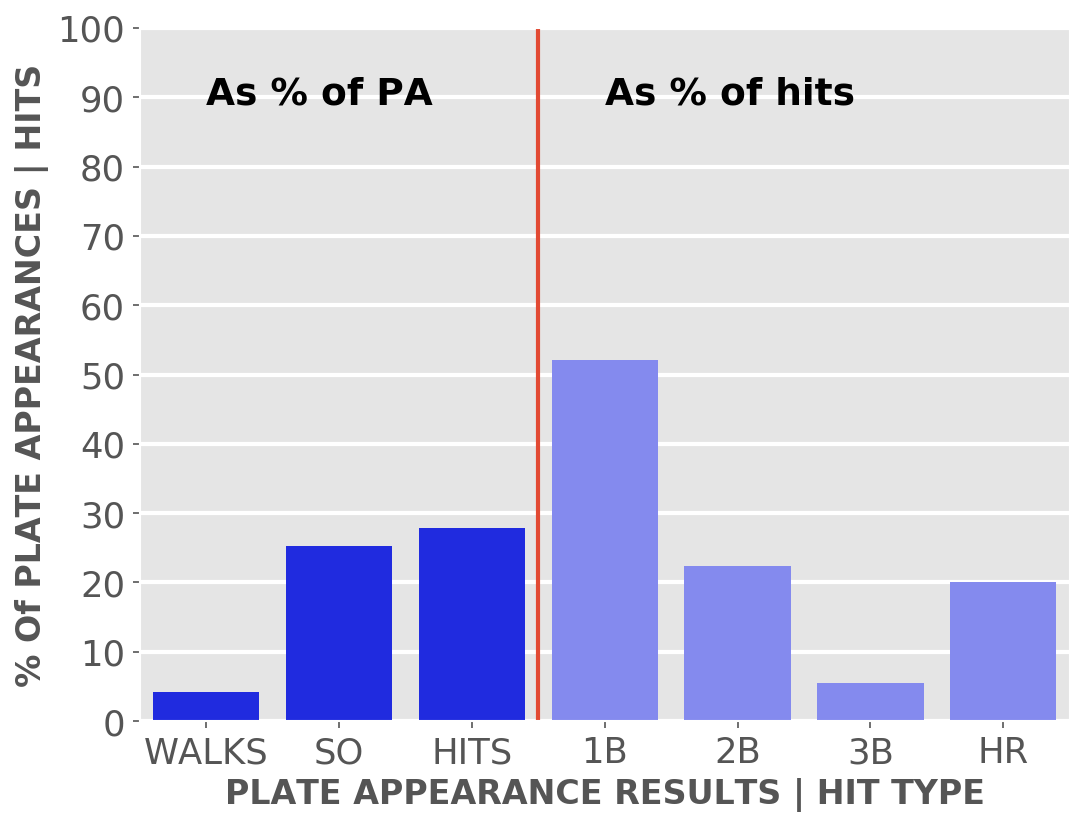 % Of PLATE APPEARANCES | HITS
100
90
80
70
60
50
40
30
20
10
0
As % of PA
As % of hits
WALKS SO HITS 1B 2B 3B HR
PLATE APPEARANCE RESULTS | HIT TYPE